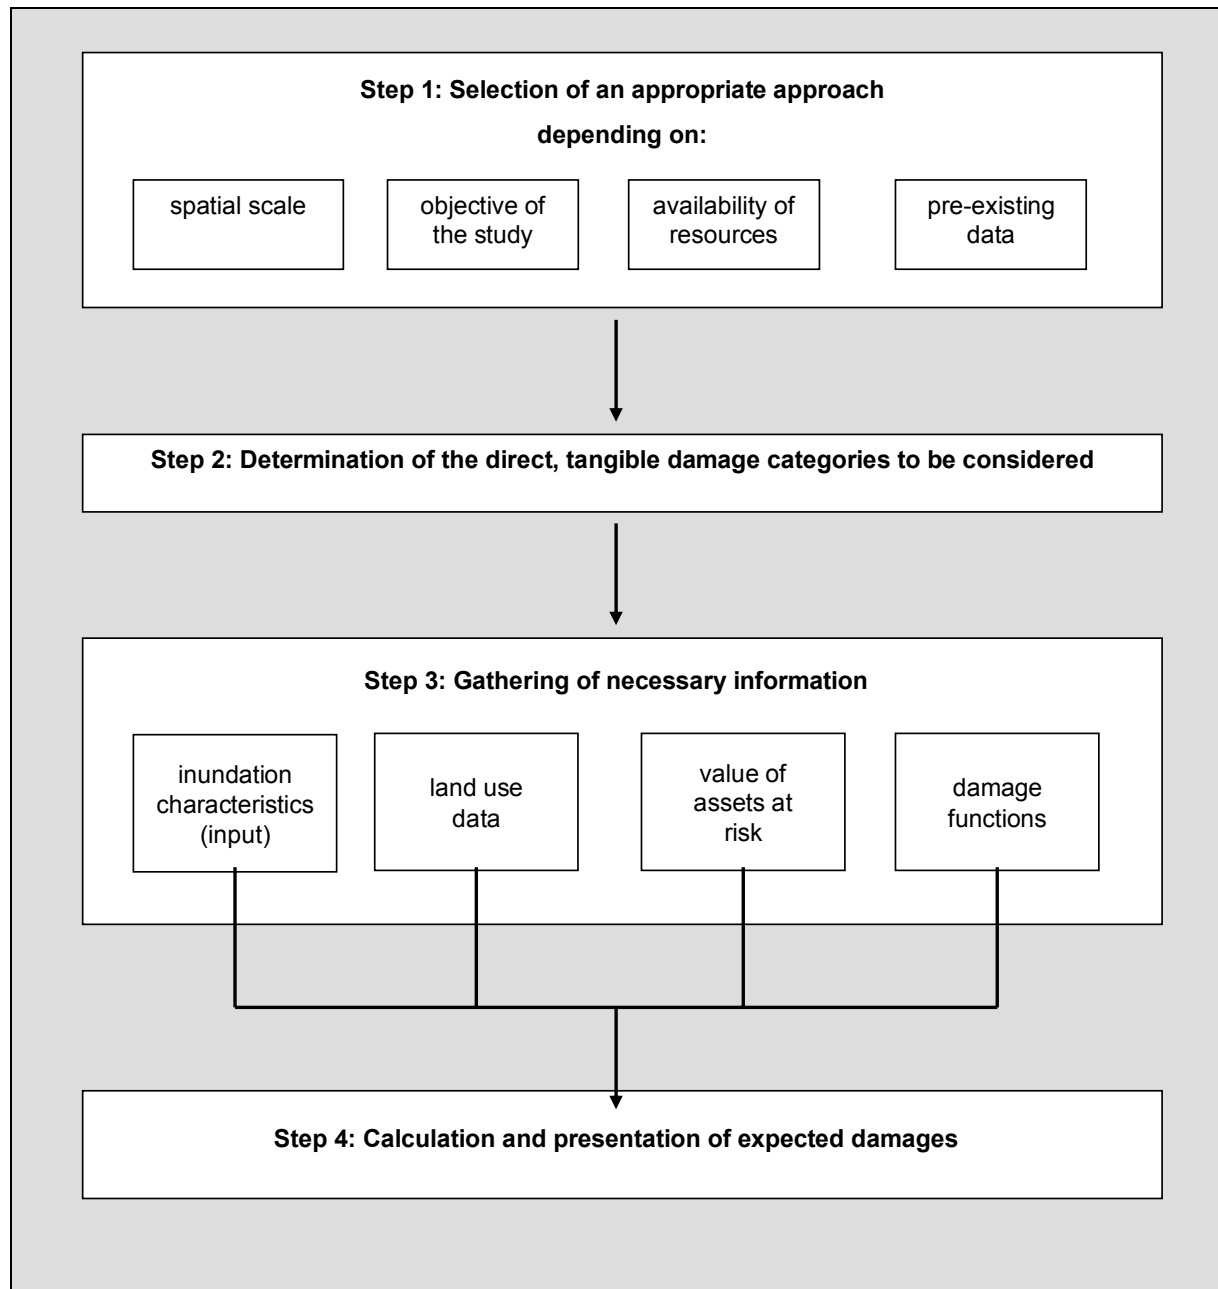 Step 1: Selection of an appropriate approach
depending on:
spatial scale
objective of
the study
availability of
resources
pre-existing
data
Step 2: Determination of the direct, tangible damage categories to be considered
Step 3: Gathering of necessary information
inundation
characteristics
(input)
land use
data
value of
assets at
risk
damage
functions
Step 4: Calculation and presentation of expected damages